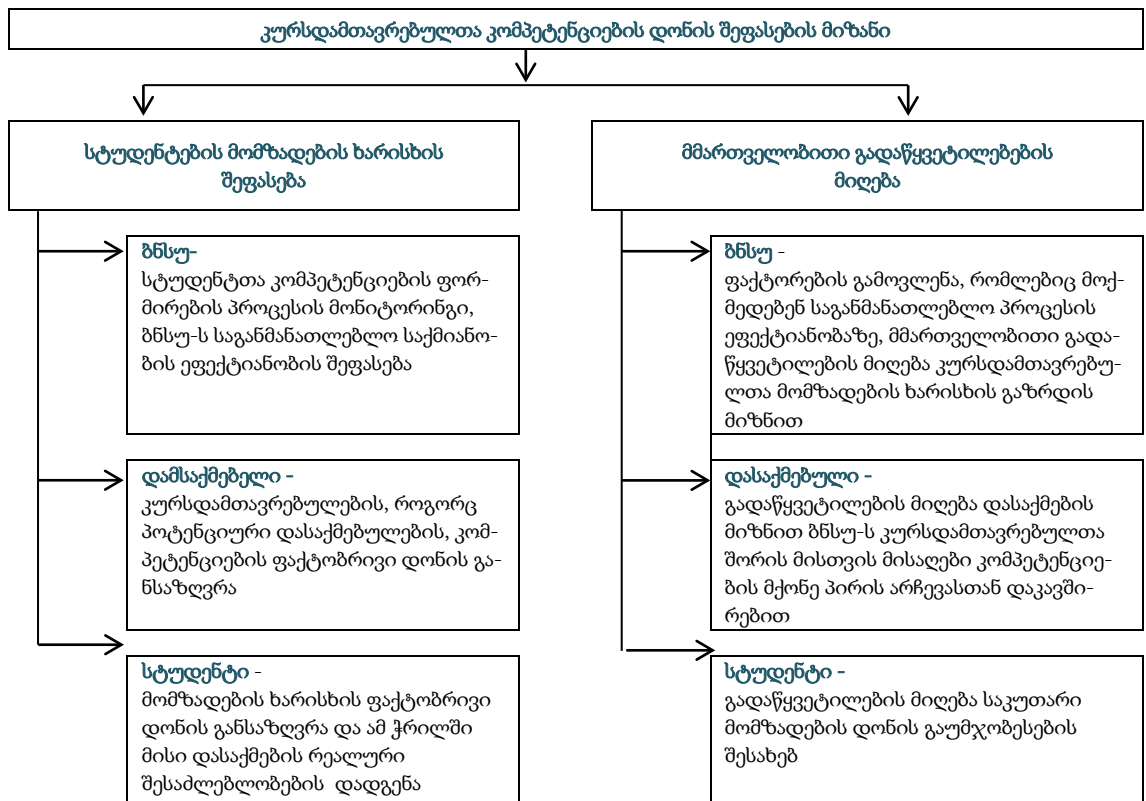 კურსდამთავრებულთა კომპეტენციების დონის შეფასების მიზანი
სტუდენტების მომზადების ხარისხის
შეფასება
ბნსუ-
სტუდენტთა კომპეტენციების ფორ-
მირების პროცესის მონიტორინგი,
ბნსუ-ს საგანმანათლებლო საქმიანო-
ბის ეფექტიანობის შეფასება
დამსაქმებელი -
კურსდამთავრებულების, როგორც
პოტენციური დასაქმებულების, კომ-
პეტენციების ფაქტობრივი დონის გა-
ნსაზღვრა
სტუდენტი -
მომზადების ხარისხის ფაქტობრივი
დონის განსაზღვრა და ამ ჭრილში
მისი დასაქმების რეალური
შესაძლებლობების დადგენა
მმართველობითი გადაწყვეტილებების
მიღება
ბნსუ -
ფაქტორების გამოვლენა, რომლებიც მოქ-
მედებენ საგანმანათლებლო პროცესის
ეფექტიანობაზე, მმართველობითი გადა-
წყვეტილების მიღება კურსდამთავრებუ-
ლთა მომზადების ხარისხის გაზრდის
მიზნით
დასაქმებული -
გადაწყვეტილების მიღება დასაქმების
მიზნით ბნსუ-ს კურსდამთავრებულთა
შორის მისთვის მისაღები კომპეტენციე-
ბის მქონე პირის არჩევასთან დაკავში-
რებით
სტუდენტი -
გადაწყვეტილების მიღება საკუთარი
მომზადების დონის გაუმჯობესების
შესახებ